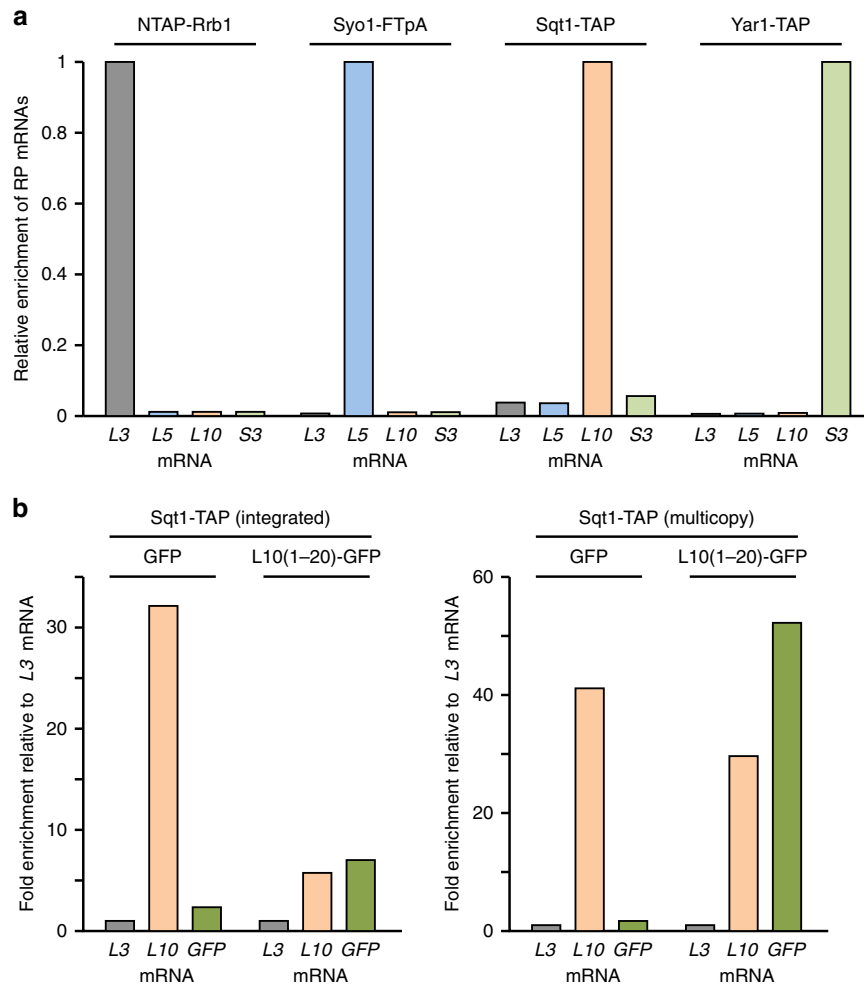 a
NTAP-Rrb1 Syo1-FTpA Sqt1-TAP Yar1-TAP
Relative enrichment of RP mRNAs
1
0.8
0.6
0.4
0.2
0
L3 L5 L10 S3 L3 L5 L10 S3 L3 L5 L10 S3 L3 L5 L10 S3
mRNA mRNA mRNA mRNA
b
Sqt1-TAP (integrated)
GFP L10(1–20)-GFP
Fold enrichment relative to L3 mRNA
30
20
10
0
L3 L10 GFP L3 L10 GFP
mRNA mRNA
Sqt1-TAP (multicopy)
GFP L10(1–20)-GFP
Fold enrichment relative to L3 mRNA
60
40
20
0
L3 L10 GFP L3 L10 GFP
mRNA mRNA